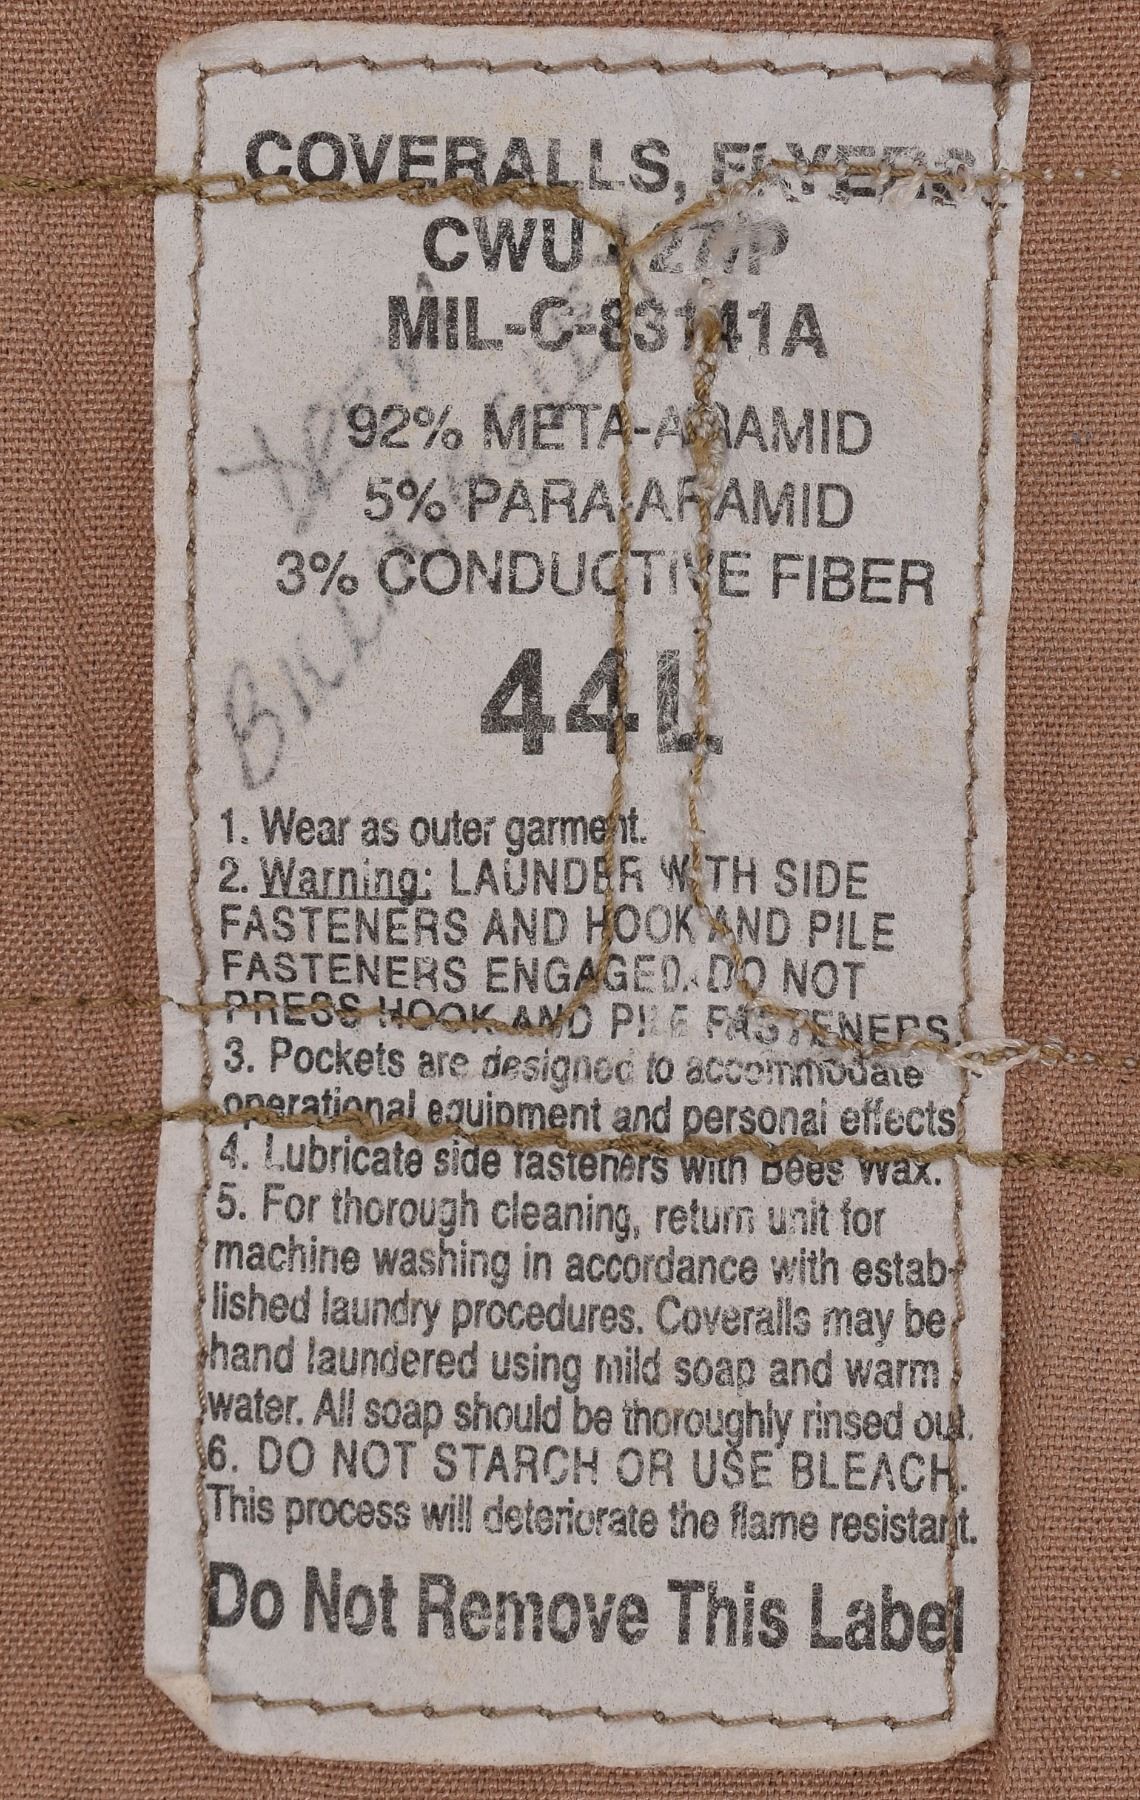 COVERALLS, FLYERS,
CWU - 27/P
MIL-C-83141A
92% META-ARAMID
5% PARA-ARAMID
3% CONDUCTIVE FIBER
44L
1. Wear as outer garment.
2. Warning: LAUNDER WITH SIDE
FASTENERS AND HOOK AND PILE
FASTENERS ENGAGED. DO NOT
PRESS HOOK AND PILE FASTENERS.
3. Pockets are designed to accommodate
operational equipment and personal effects
4. Lubricate side fasteners with Bees Wax.
5. For thorough cleaning, return unit for
machine washing in accordance with estab-
lished laundry procedures. Coveralls may be
hand laundered using mild soap and warm
water. All soap should be thoroughly rinsed out.
6. DO NOT STARCH OR USE BLEACH.
This process will deteriorate the flame resistant.
Do Not Remove This Label